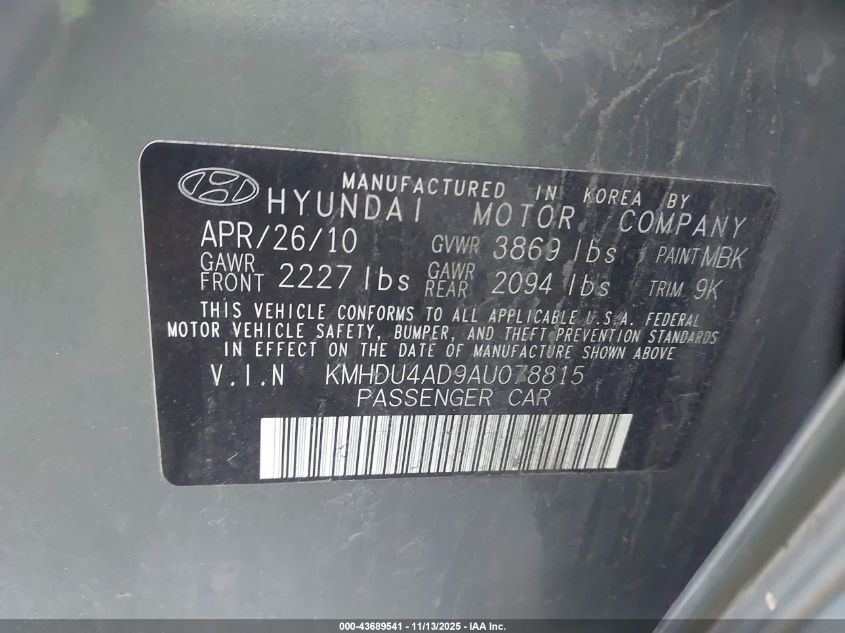 MANUFACTURED IN KOREA BY
HYUNDAI MOTOR COMPANY
APR/26/10 GVWR 3869 lbs PAINT MBK
GAWR FRONT 2227 lbs GAWR REAR 2094 lbs TRIM 9K
THIS VEHICLE CONFORMS TO ALL APPLICABLE U.S.A. FEDERAL
MOTOR VEHICLE SAFETY, BUMPER, AND THEFT PREVENTION STANDARDS
IN EFFECT ON THE DATE OF MANUFACTURE SHOWN ABOVE
V.I.N KMHDU4AD9AU078815
PASSENGER CAR
000-43689541 - 11/13/2025 - IAA Inc.